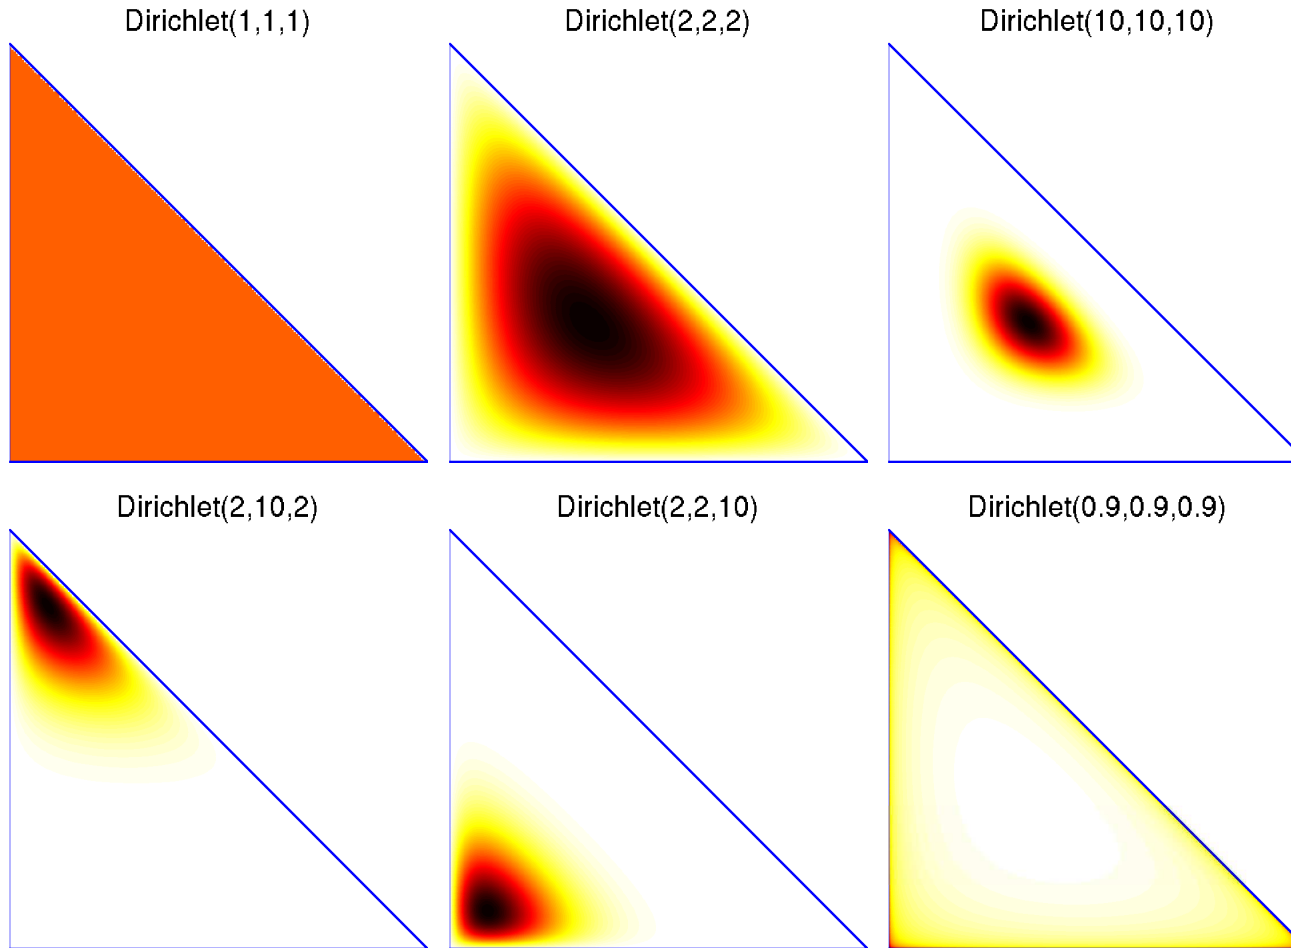 Dirichlet(1,1,1)
Dirichlet(2,2,2)
Dirichlet(10,10,10)
Dirichlet(2,10,2)
Dirichlet(2,2,10)
Dirichlet(0.9,0.9,0.9)